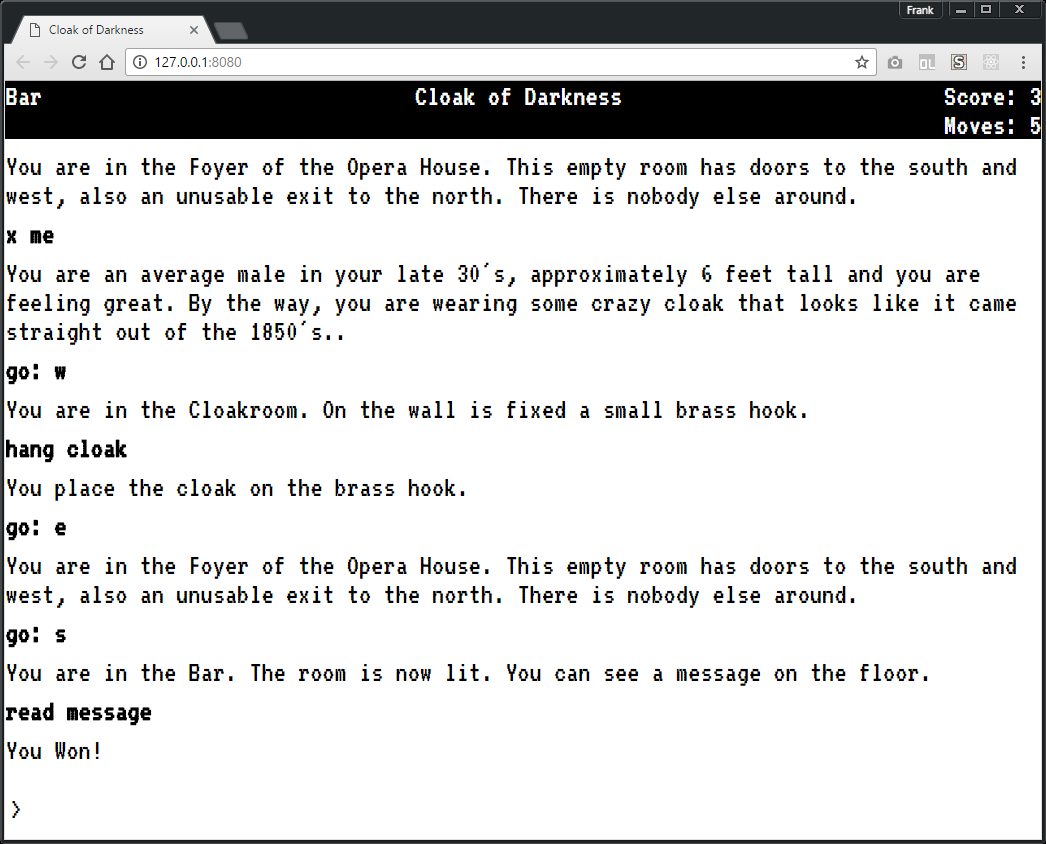 Frank
Cloak of Darkness
127.0.0.1:8080
Bar Cloak of Darkness Score: 3
Moves: 5
You are in the Foyer of the Opera House. This empty room has doors to the south and
west, also an unusable exit to the north. There is nobody else around.
x me
You are an average male in your late 30´s, approximately 6 feet tall and you are
feeling great. By the way, you are wearing some crazy cloak that looks like it came
straight out of the 1850´s..
go: w
You are in the Cloakroom. On the wall is fixed a small brass hook.
hang cloak
You place the cloak on the brass hook.
go: e
You are in the Foyer of the Opera House. This empty room has doors to the south and
west, also an unusable exit to the north. There is nobody else around.
go: s
You are in the Bar. The room is now lit. You can see a message on the floor.
read message
You Won!
>